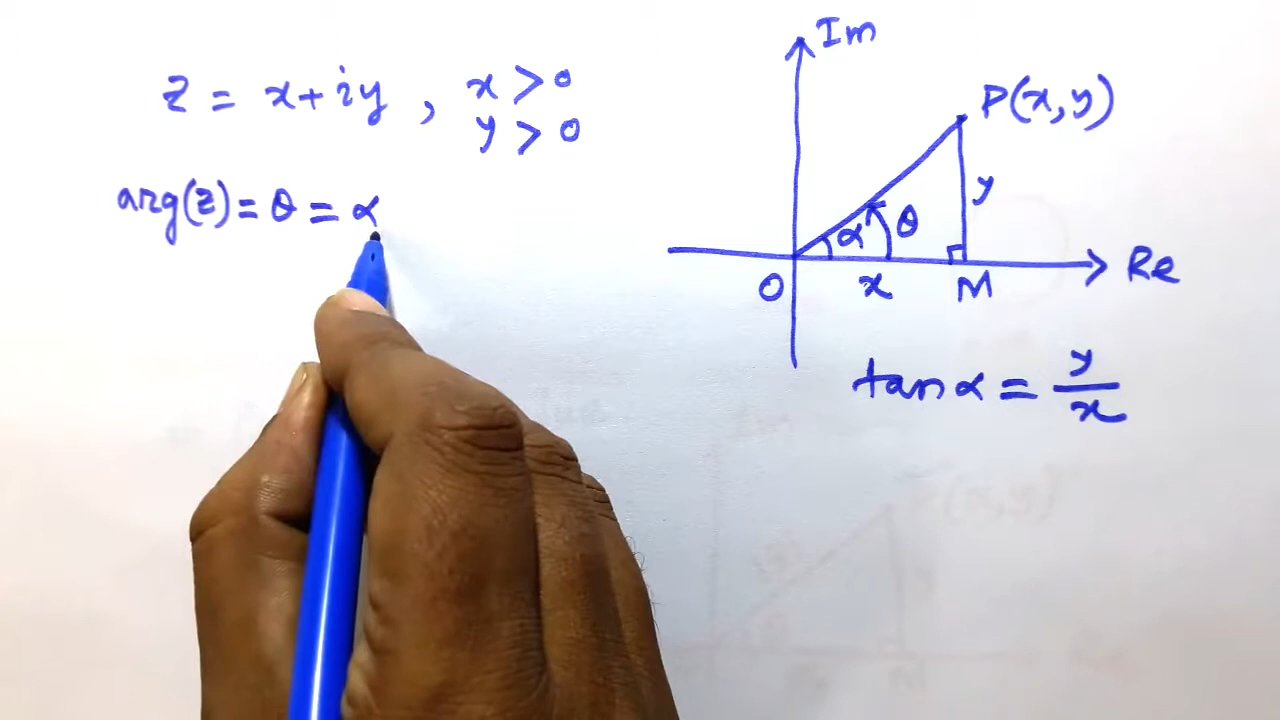 z = x+iy , x > 0
y > 0
arg(z) = θ = α
Im
P(x, y)
y
α θ
O x M Re
tan α = y/x